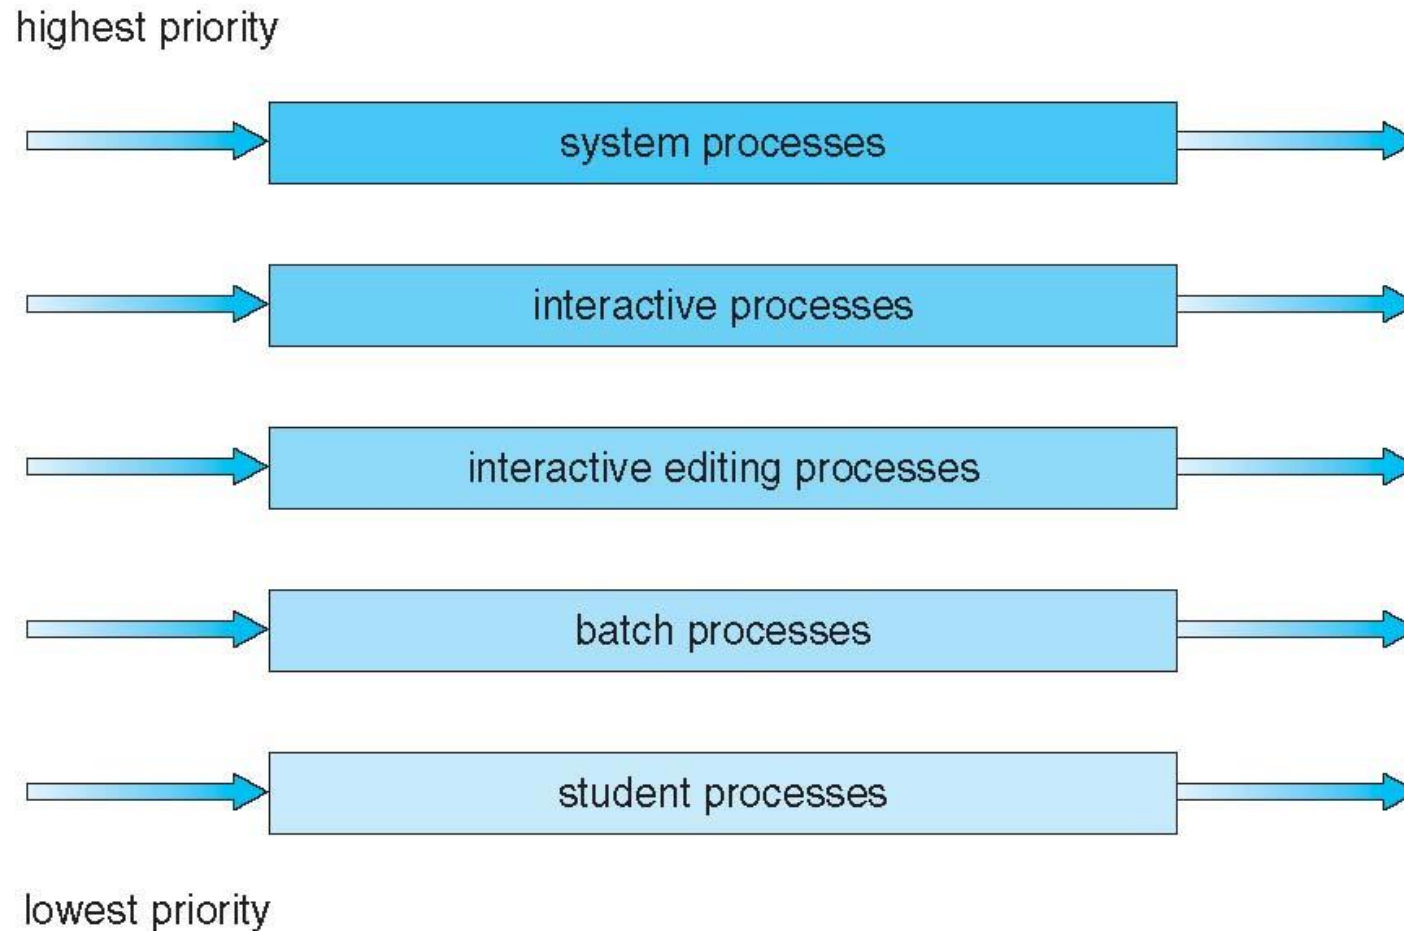 highest priority
system processes
interactive processes
interactive editing processes
batch processes
student processes
lowest priority